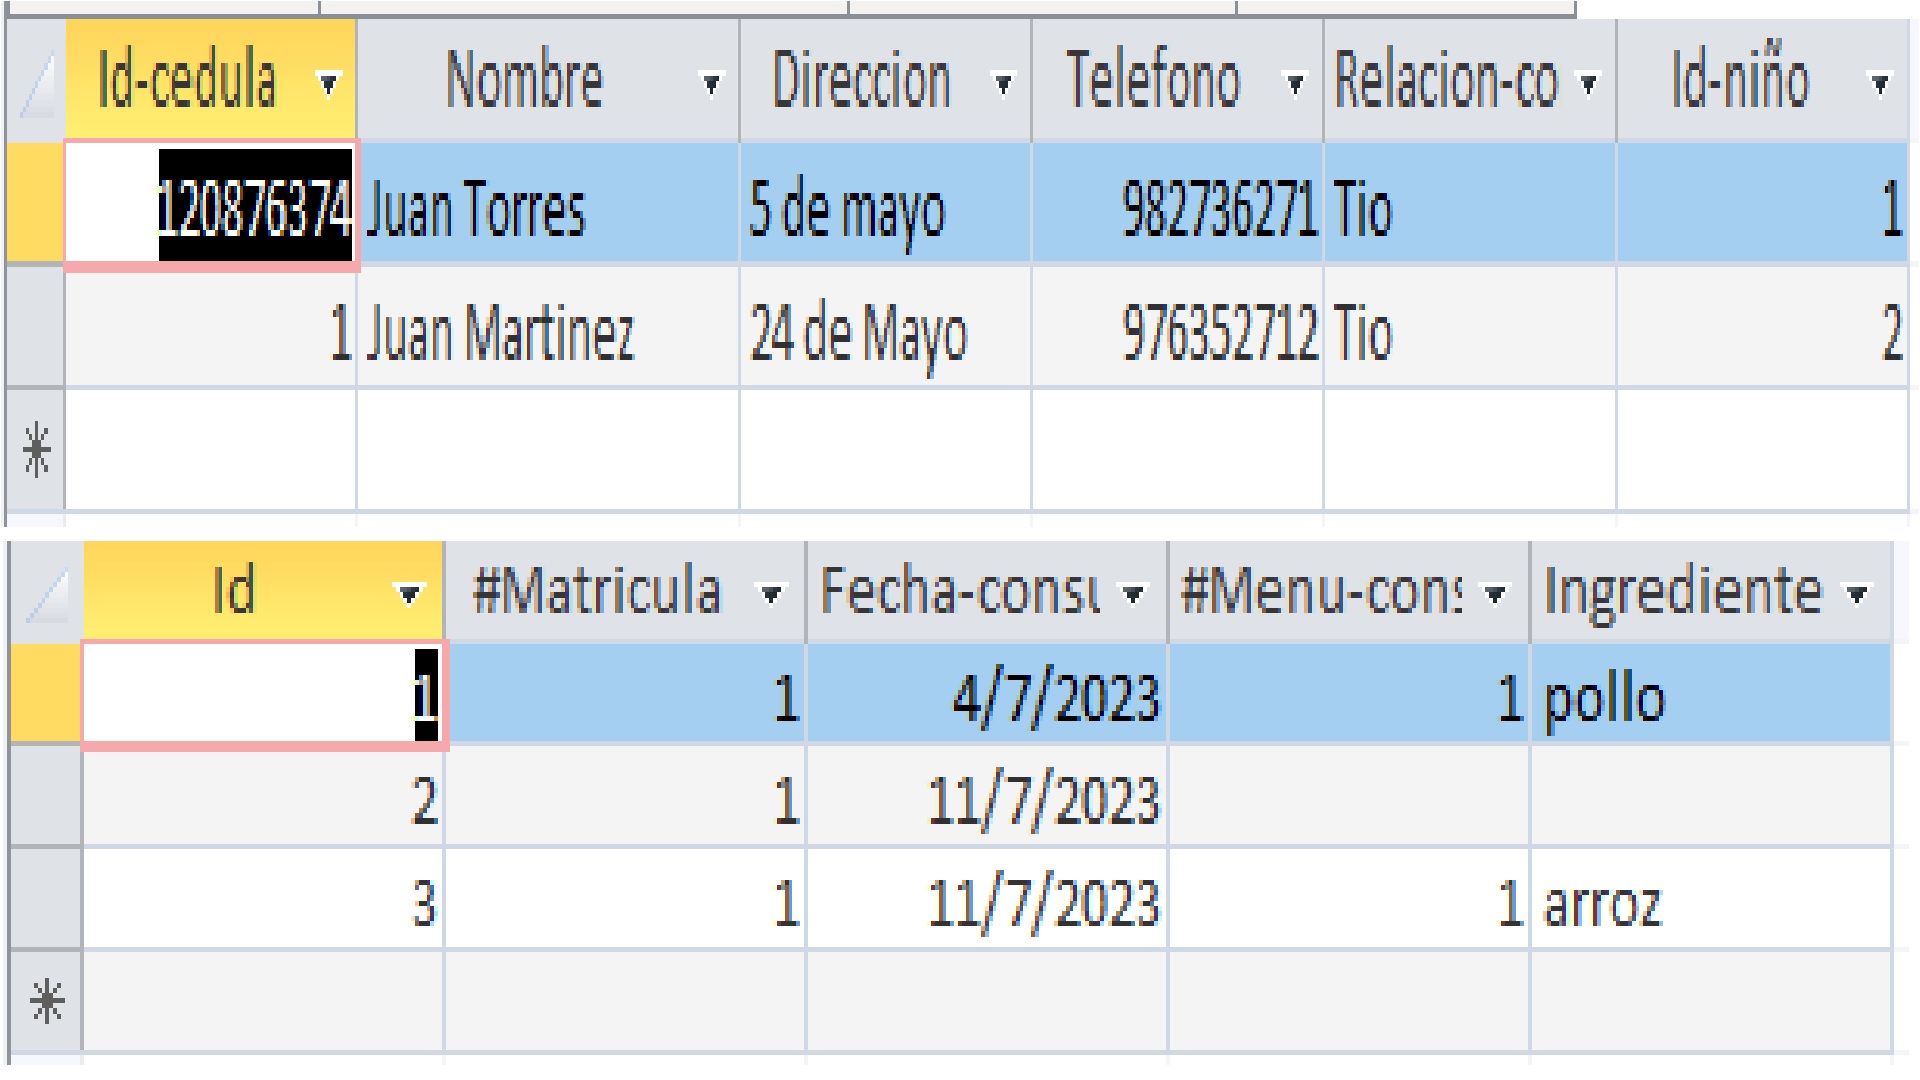 Id-cedula Nombre Direccion Telefono Relacion-co Id-niño
120876374 Juan Torres 5 de mayo 982736271 Tio 1
1 Juan Martinez 24 de Mayo 976352712 Tio 2
Id #Matricula Fecha-consu #Menu-cons Ingrediente
1 1 4/7/2023 1 pollo
2 1 11/7/2023
3 1 11/7/2023 1 arroz